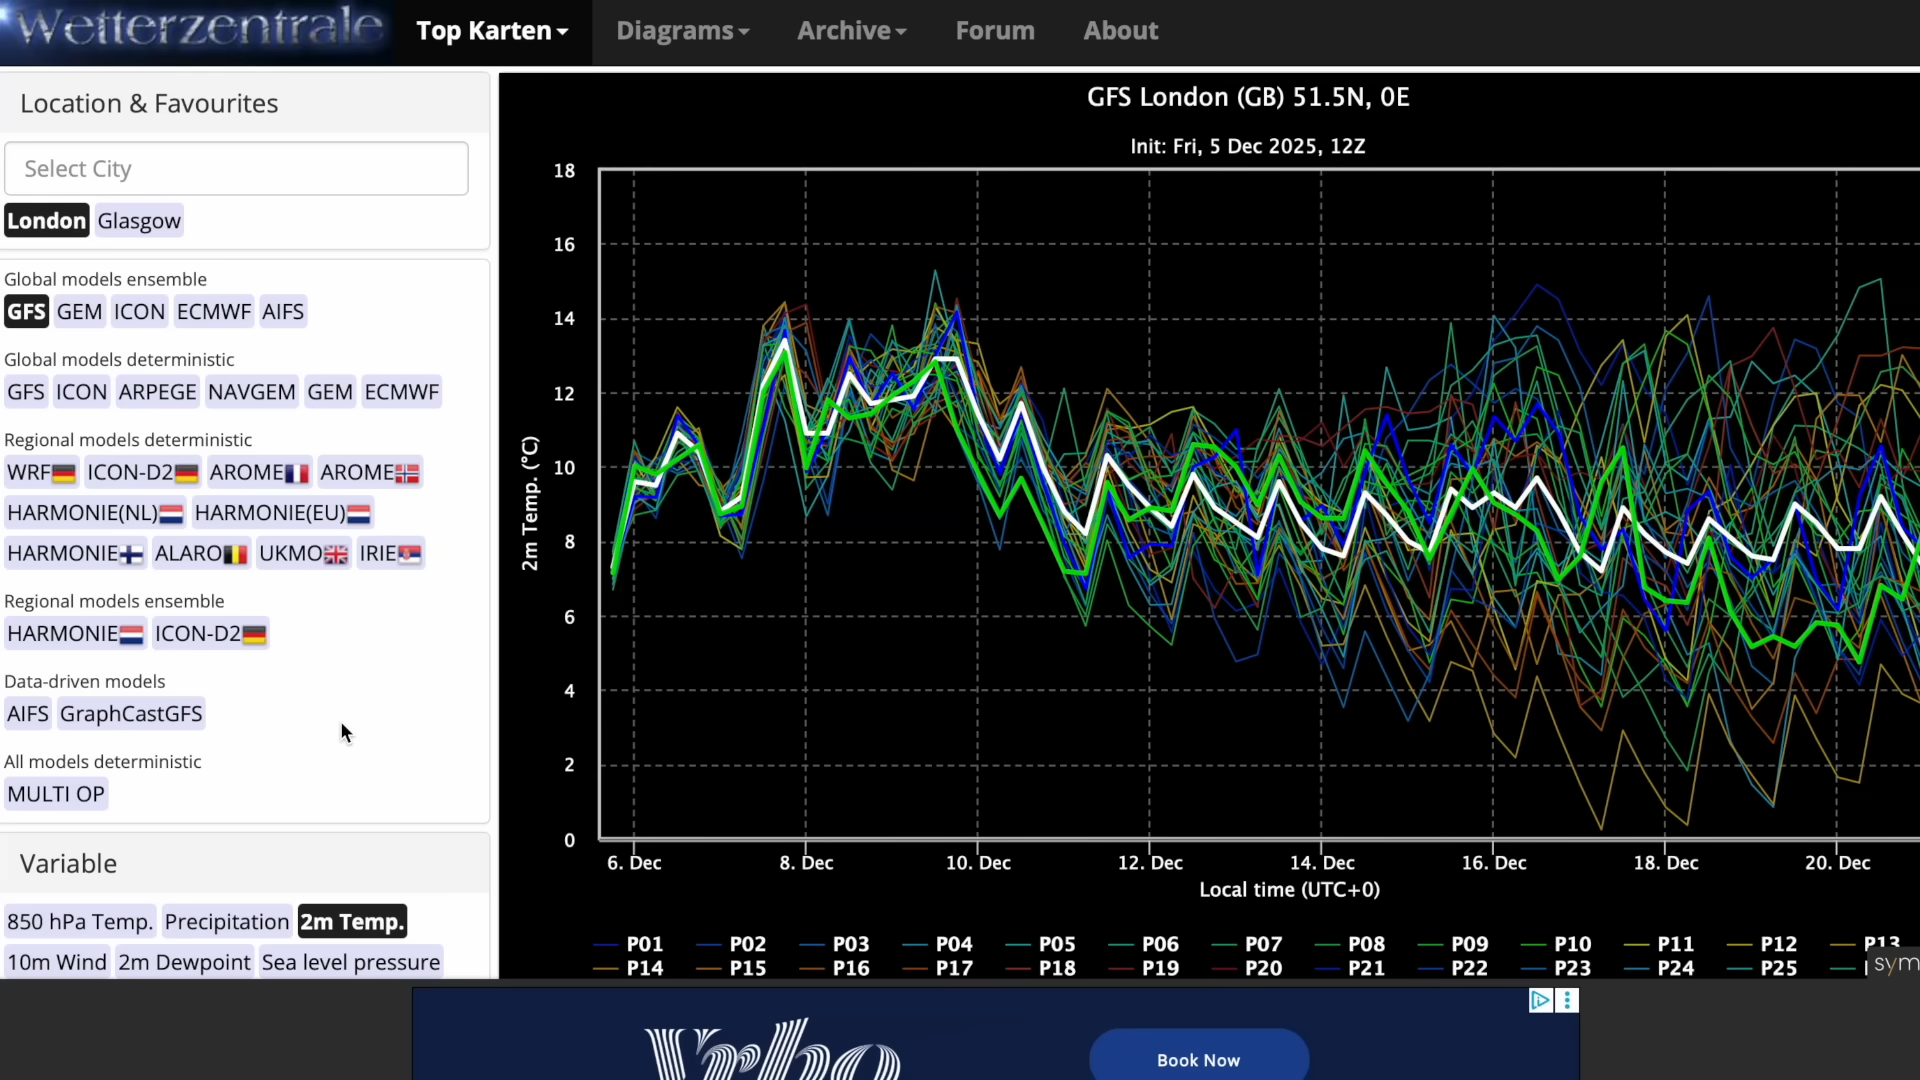 Wetterzentrale
Top Karten
Diagrams
Archive
Forum
About
Location & Favourites
Select City
London Glasgow
Global models ensemble
GFS GEM ICON ECMWF AIFS
Global models deterministic
GFS ICON ARPEGE NAVGEM GEM ECMWF
Regional models deterministic
WRF ICON-D2 AROME AROME
HARMONIE(NL) HARMONIE(EU)
HARMONIE ALARO UKMO IRIE
Regional models ensemble
HARMONIE ICON-D2
Data-driven models
AIFS GraphCastGFS
All models deterministic
MULTI OP
Variable
850 hPa Temp. Precipitation 2m Temp.
10m Wind 2m Dewpoint Sea level pressure
GFS London (GB) 51.5N, 0E
Init: Fri, 5 Dec 2025, 12Z
18
16
14
12
10
8
6
4
2
0
2m Temp. (°C)
6. Dec 8. Dec 10. Dec 12. Dec 14. Dec 16. Dec 18. Dec 20. Dec
Local time (UTC+0)
P01 P02 P03 P04 P05 P06 P07 P08 P09 P10 P11 P12 P13
P14 P15 P16 P17 P18 P19 P20 P21 P22 P23 P24 P25
sym
Vrbo
Book Now